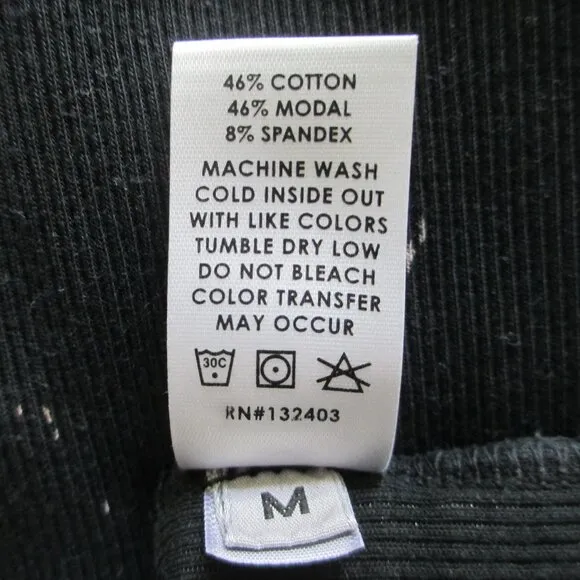 46% COTTON
46% MODAL
8% SPANDEX
MACHINE WASH
COLD INSIDE OUT
WITH LIKE COLORS
TUMBLE DRY LOW
DO NOT BLEACH
COLOR TRANSFER
MAY OCCUR
30C
RN#132403
M